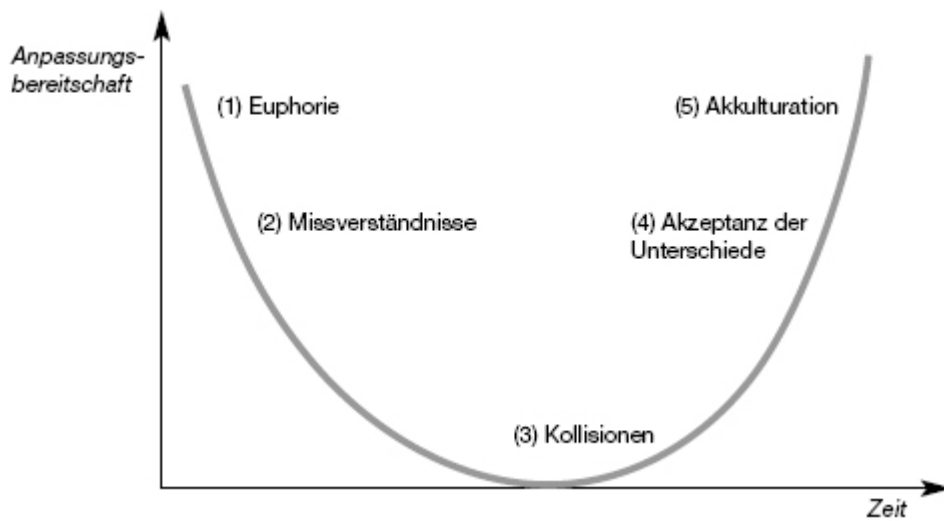 Anpassungs-
bereitschaft
(1) Euphorie
(5) Akkulturation
(2) Missverständnisse
(4) Akzeptanz der
Unterschiede
(3) Kollisionen
Zeit